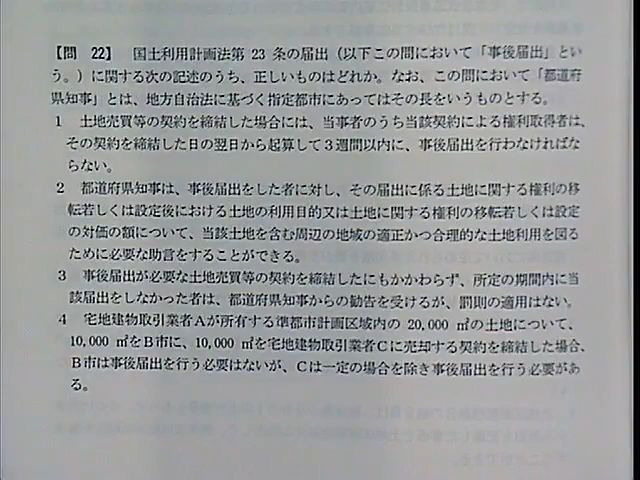 【問 22】 国土利用計画法第 23 条の届出（以下この問において「事後届出」とい
う。）に関する次の記述のうち、正しいものはどれか。なお、この問において「都道府
県知事」とは、地方自治法に基づく指定都市にあってはその長をいうものとする。
1 土地売買等の契約を締結した場合には、当事者のうち当該契約による権利取得者は、
その契約を締結した日の翌日から起算して３週間以内に、事後届出を行わなければな
らない。
2 都道府県知事は、事後届出をした者に対し、その届出に係る土地に関する権利の移
転若しくは設定後における土地の利用目的又は土地に関する権利の移転若しくは設定
の対価の額について、当該土地を含む周辺の地域の適正かつ合理的な土地利用を図る
ために必要な助言をすることができる。
3 事後届出が必要な土地売買等の契約を締結したにもかかわらず、所定の期間内に当
該届出をしなかった者は、都道府県知事からの勧告を受けるが、罰則の適用はない。
4 宅地建物取引業者Ａが所有する準都市計画区域内の 20,000 ㎡の土地について、
10,000 ㎡をＢ市に、10,000 ㎡を宅地建物取引業者Ｃに売却する契約を締結した場合、
Ｂ市は事後届出を行う必要はないが、Ｃは一定の場合を除き事後届出を行う必要があ
る。